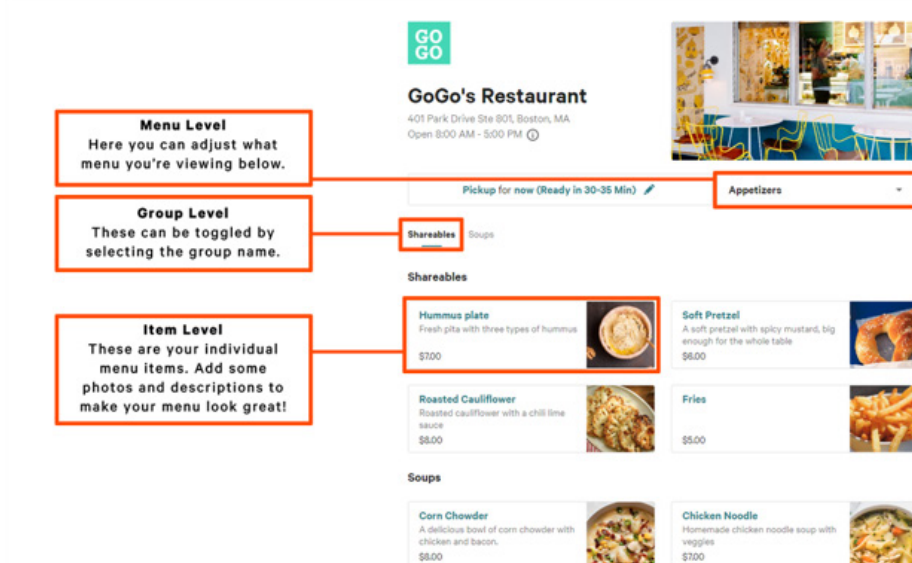 GO
GO
GoGo's Restaurant
401 Park Drive Ste 801, Boston, MA
Open 8:00 AM - 5:00 PM
Menu Level
Here you can adjust what
menu you're viewing below.
Pickup for now (Ready in 30-35 Min)
Appetizers
Group Level
These can be toggled by
selecting the group name.
Shareables Soups
Shareables
Item Level
These are your individual
menu items. Add some
photos and descriptions to
make your menu look great!
Hummus plate
Fresh pita with three types of hummus
$7.00
Soft Pretzel
A soft pretzel with spicy mustard, big
enough for the whole table
$6.00
Roasted Cauliflower
Roasted cauliflower with a chili lime
sauce
$8.00
Fries
$5.00
Soups
Corn Chowder
A delicious bowl of corn chowder with
chicken and bacon.
$8.00
Chicken Noodle
Homemade chicken noodle soup with
veggies
$7.00